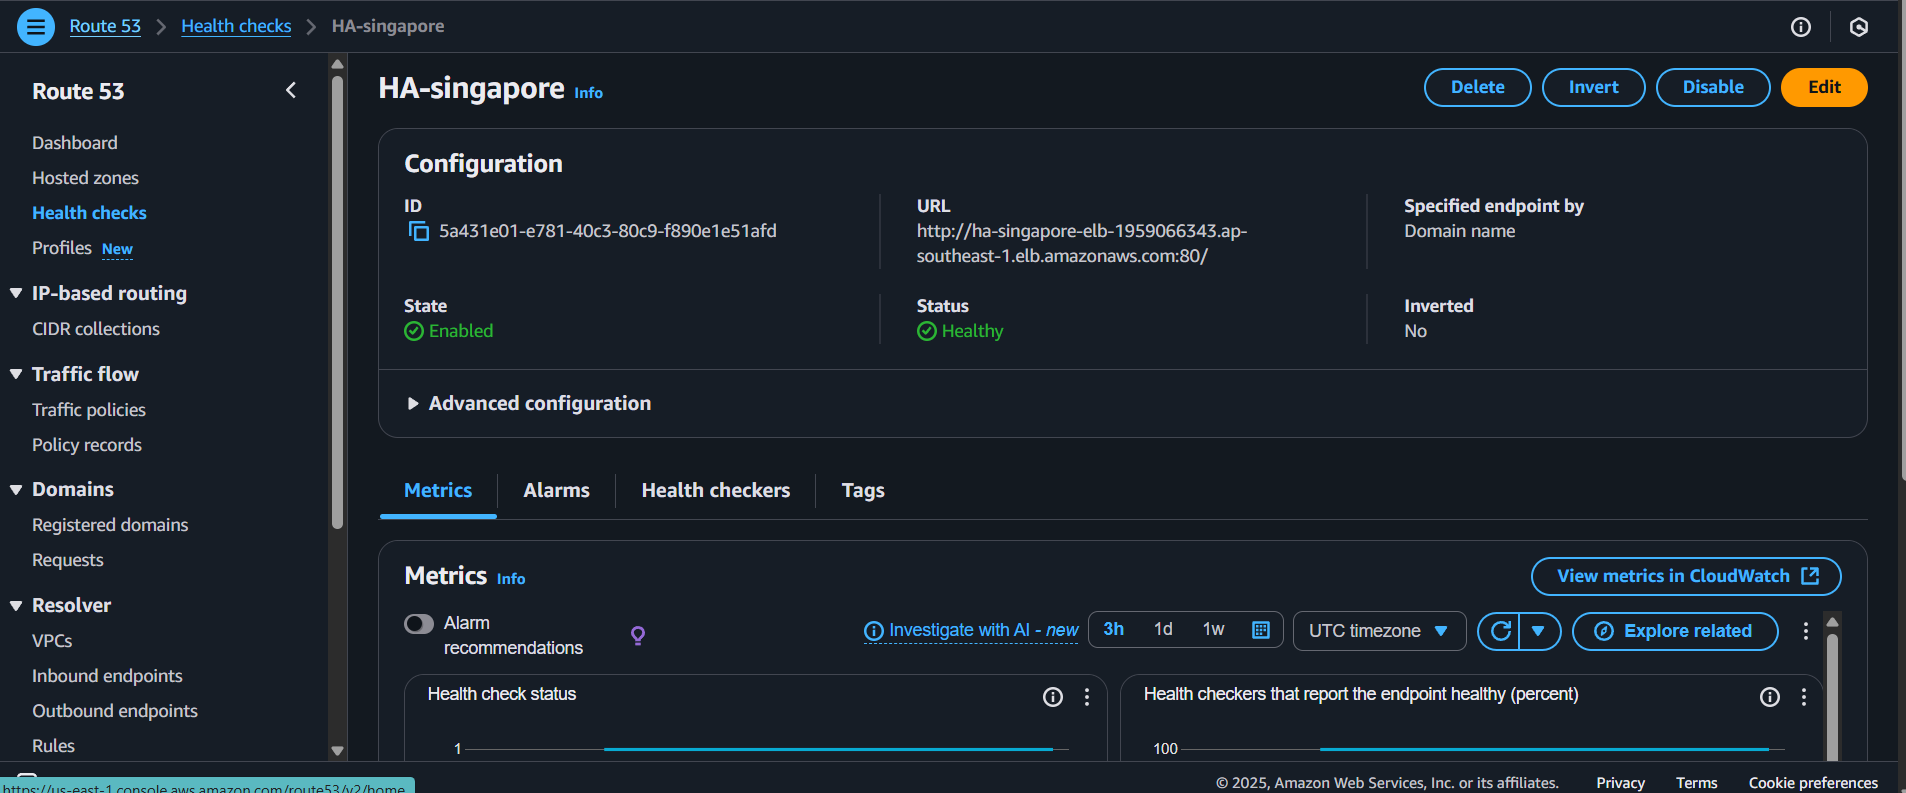 Route 53 > Health checks > HA-singapore
Route 53
Dashboard
Hosted zones
Health checks
Profiles New
IP-based routing
CIDR collections
Traffic flow
Traffic policies
Policy records
Domains
Registered domains
Requests
Resolver
VPCs
Inbound endpoints
Outbound endpoints
Rules
https://us-east-1.console.aws.amazon.com/route53/v2/home
HA-singapore Info
Delete
Invert
Disable
Edit
Configuration
ID
5a431e01-e781-40c3-80c9-f890e1e51afd
URL
http://ha-singapore-elb-1959066343.ap-
southeast-1.elb.amazonaws.com:80/
Specified endpoint by
Domain name
State
Enabled
Status
Healthy
Inverted
No
Advanced configuration
Metrics
Alarms
Health checkers
Tags
Metrics Info
View metrics in CloudWatch
Alarm
recommendations
Investigate with AI - new
3h 1d 1w
UTC timezone
Explore related
Health check status
1
Health checkers that report the endpoint healthy (percent)
100
© 2025, Amazon Web Services, Inc. or its affiliates. Privacy Terms Cookie preferences